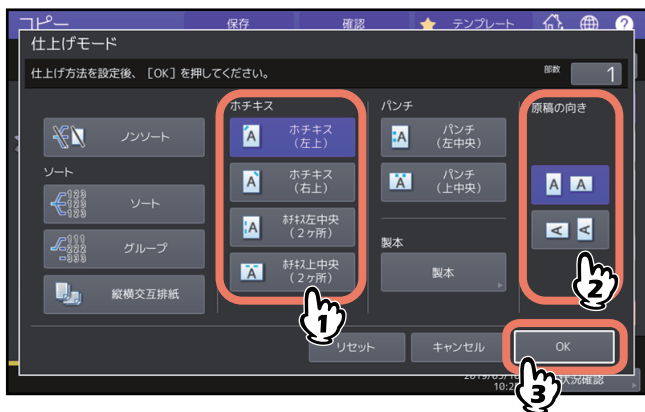 コピー
保存
確認
テンプレート
?
仕上げモード
仕上げ方法を設定後、［OK］を押してください。
部数
1
ノンソート
ソート
ソート
グループ
縦横交互排紙
ホチキス
ホチキス
（左上）
ホチキス
（右上）
ﾎﾁｷｽ左中央
（２ヶ所）
ﾎﾁｷｽ上中央
（２ヶ所）
パンチ
パンチ
（左中央）
パンチ
（上中央）
製本
製本
原稿の向き
1
2
リセット
キャンセル
OK
3
状況確認